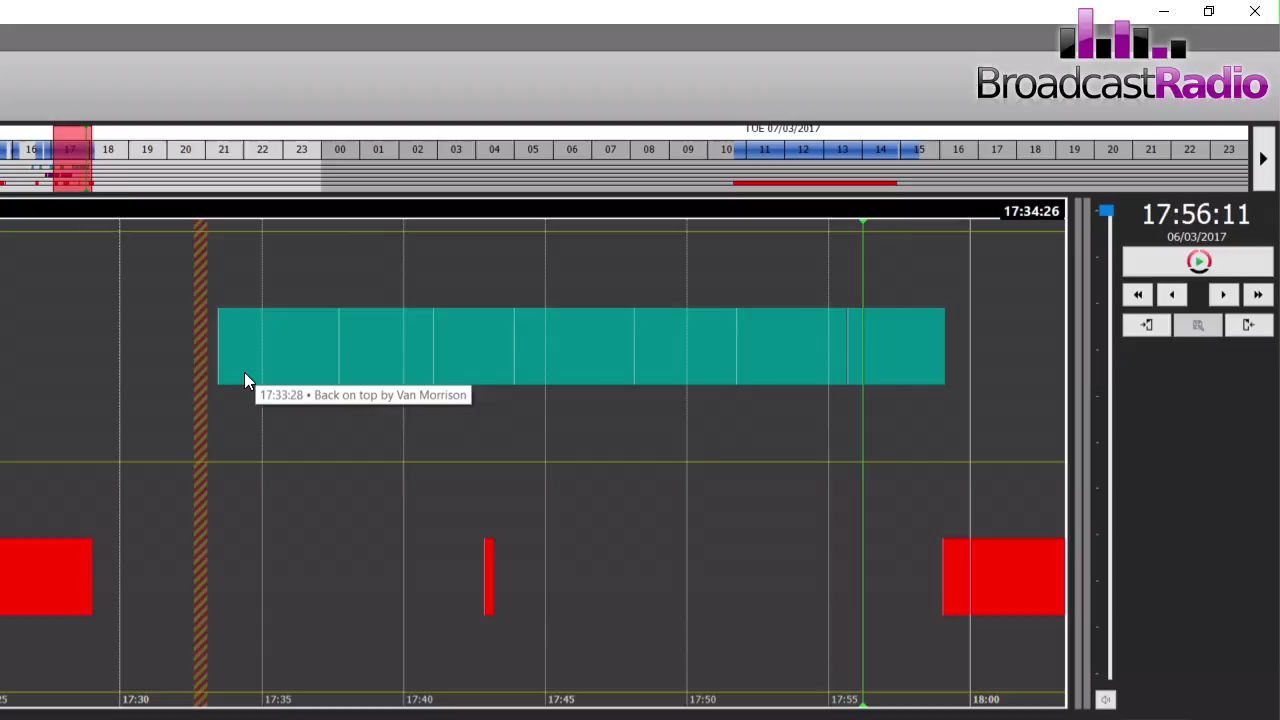 BroadcastRadio
TUE 07/03/2017
16 17 18 19 20 21 22 23 00 01 02 03 04 05 06 07 08 09 10 11 12 13 14 15 16 17 18 19 20 21 22 23
17:34:26
17:56:11
06/03/2017
17:33:28 • Back on top by Van Morrison
25 17:30 17:35 17:40 17:45 17:50 17:55 18:00